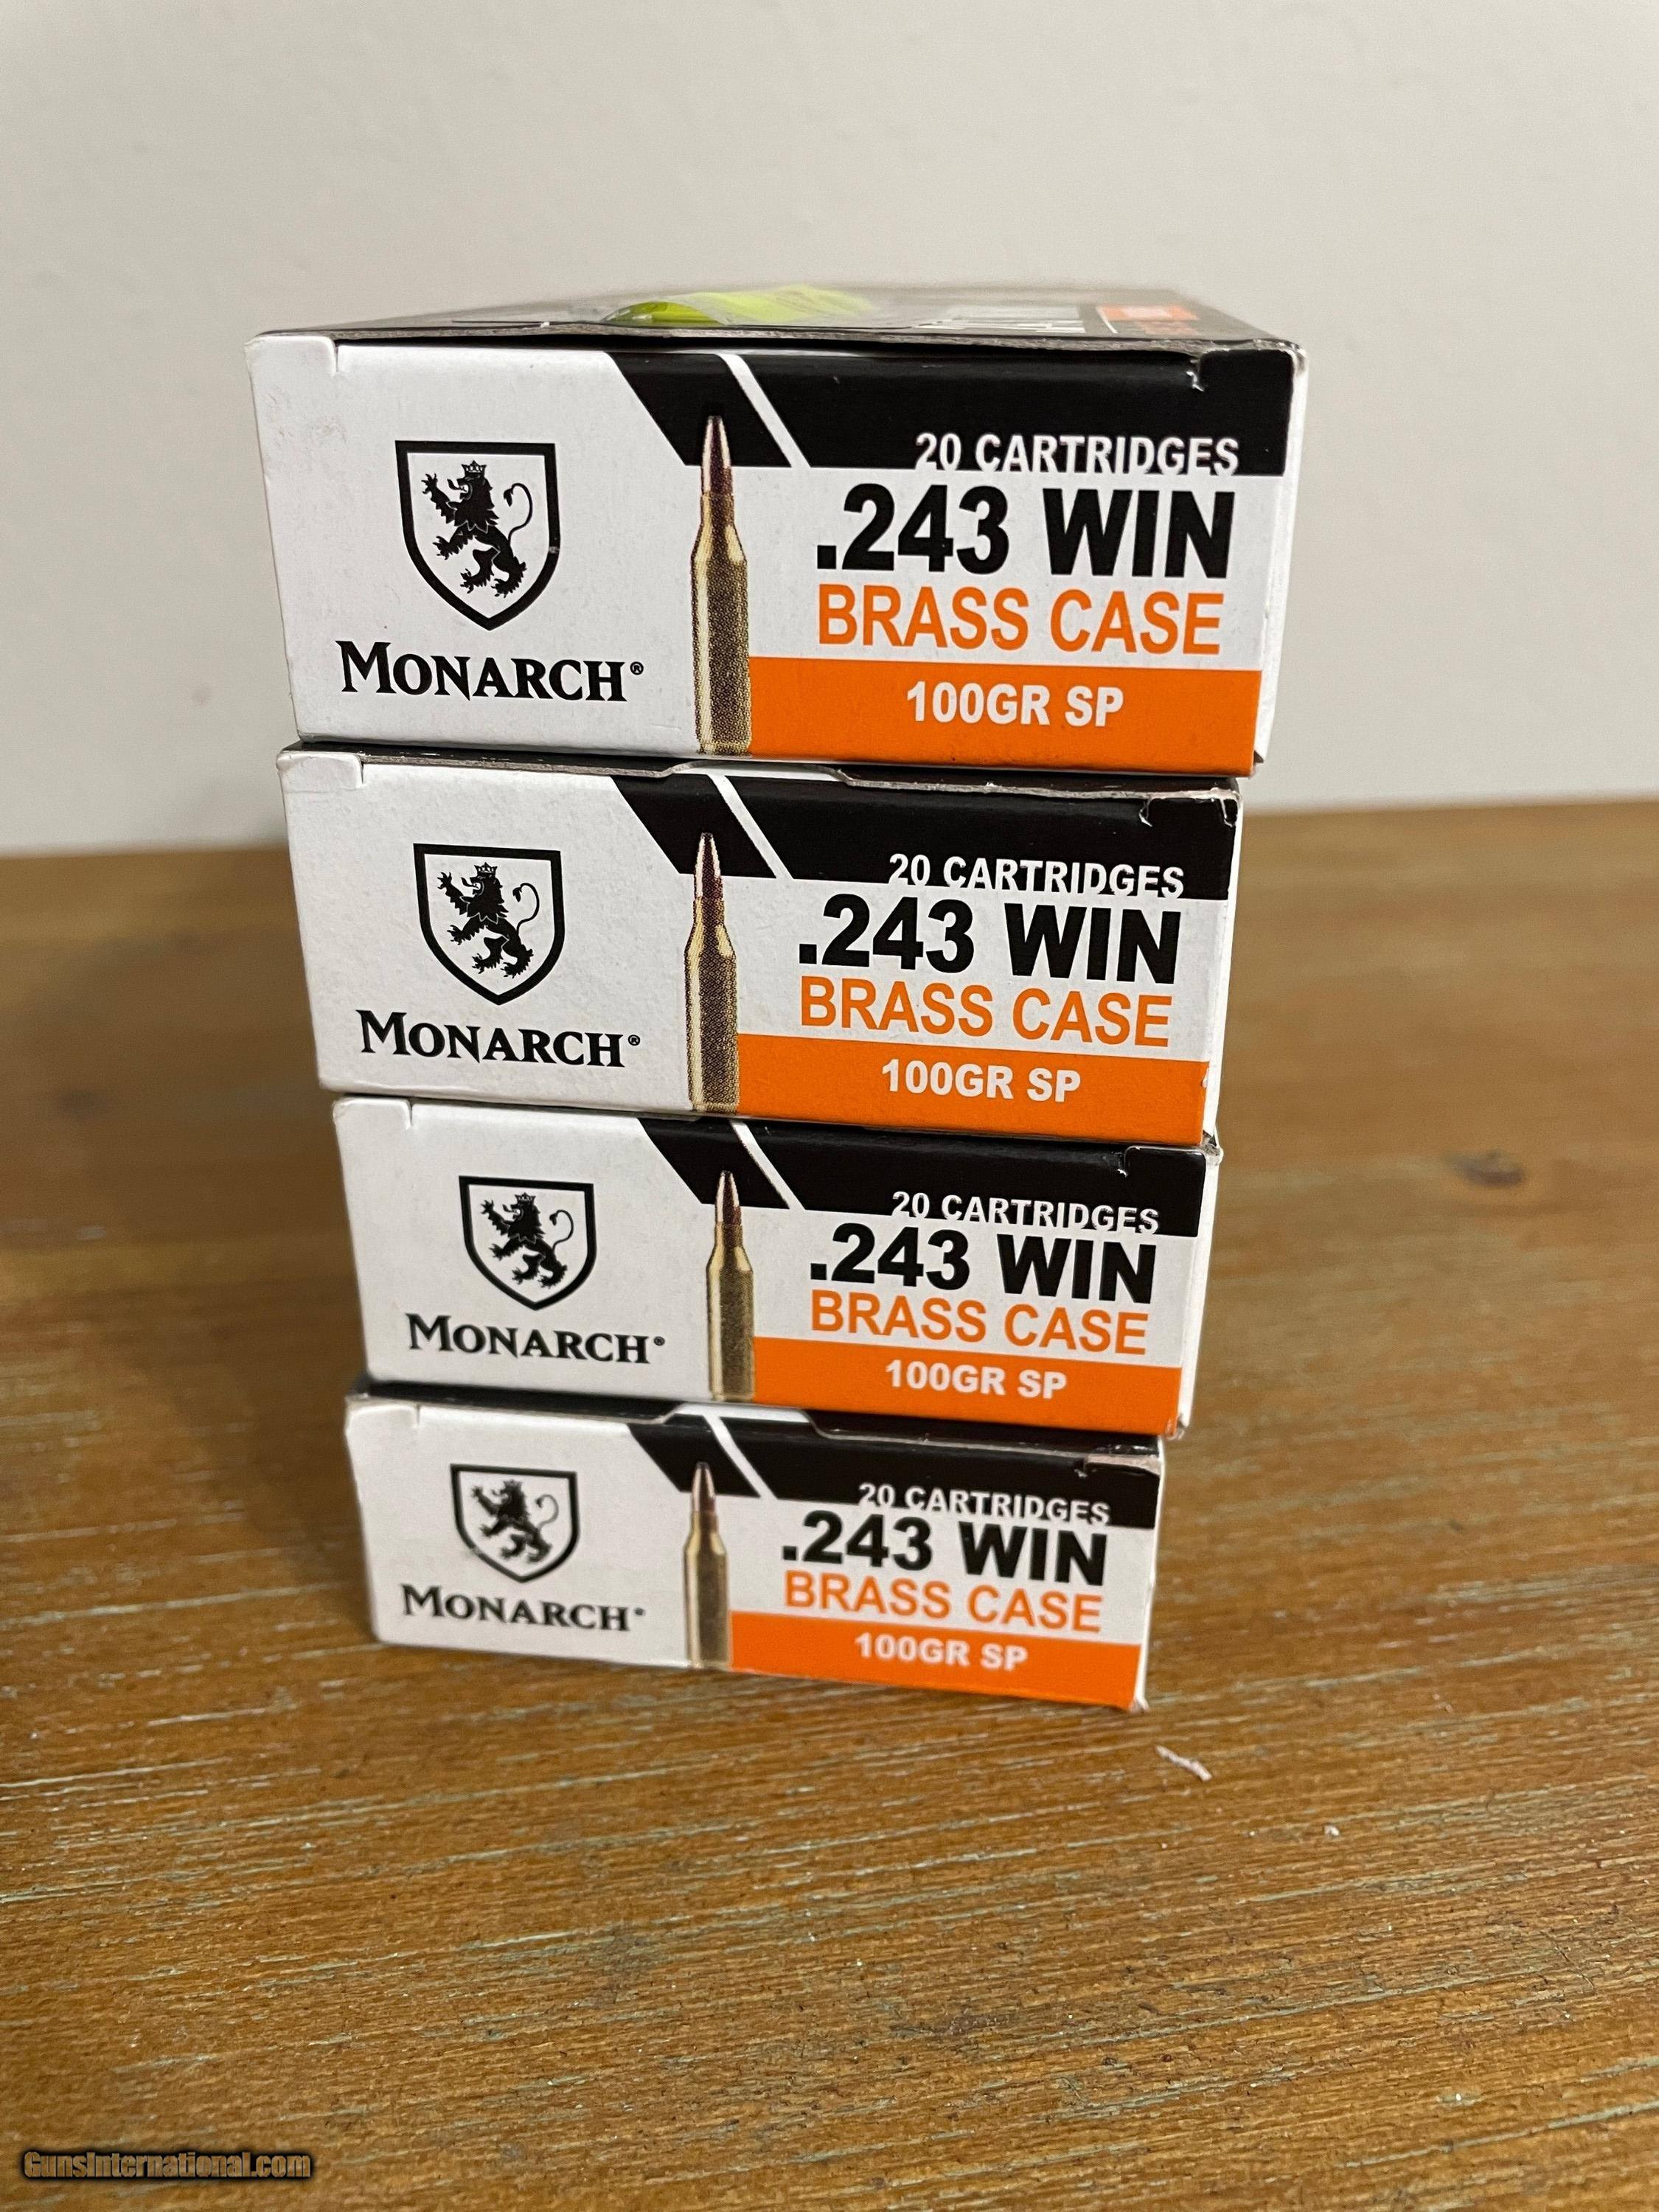 20 CARTRIDGES
.243 WIN
BRASS CASE
100GR SP
MONARCH®
20 CARTRIDGES
.243 WIN
BRASS CASE
100GR SP
MONARCH®
20 CARTRIDGES
.243 WIN
BRASS CASE
100GR SP
MONARCH®
20 CARTRIDGES
.243 WIN
BRASS CASE
100GR SP
MONARCH®
GunsInternational.com